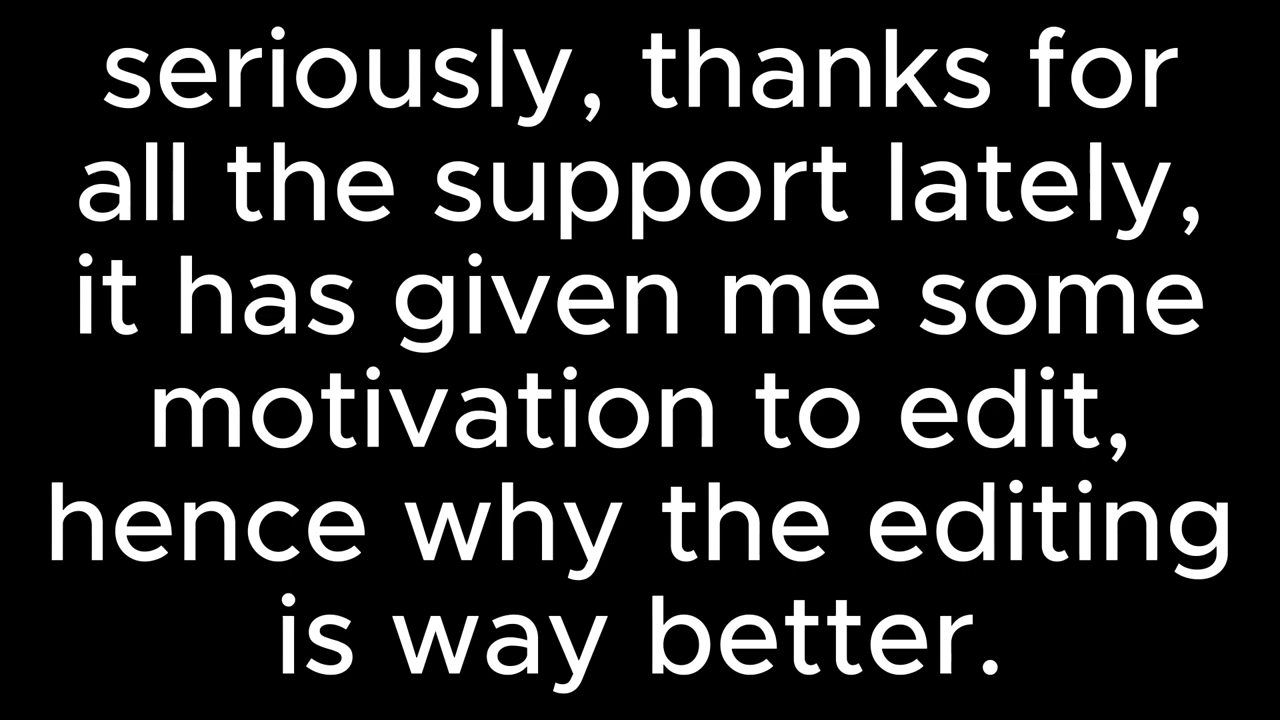 seriously, thanks for
all the support lately,
it has given me some
motivation to edit,
hence why the editing
is way better.